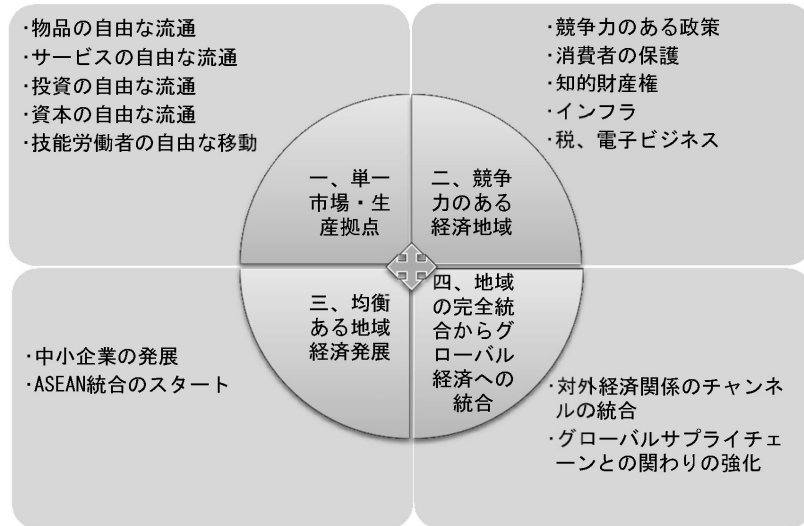 ・物品の自由な流通
・サービスの自由な流通
・投資の自由な流通
・資本の自由な流通
・技能労働者の自由な移動
・競争力のある政策
・消費者の保護
・知的財産権
・インフラ
・税、電子ビジネス
一、単一
市場・生
産拠点
二、競争
力のある
経済地域
三、均衡
ある地域
経済発展
四、地域
の完全統
合からグ
ローバル
経済への
統合
・中小企業の発展
・ASEAN統合のスタート
・対外経済関係のチャンネ
ルの統合
・グローバルサプライチェ
ーンとの関わりの強化